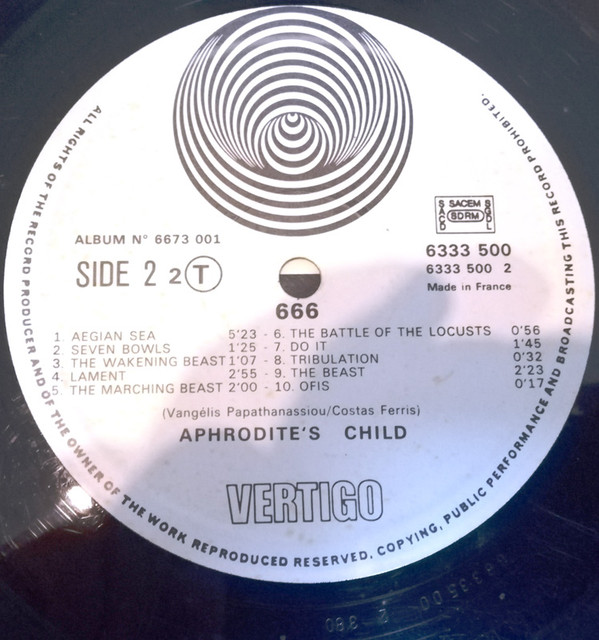 ALL RIGHTS OF THE RECORD PRODUCER AND OF THE OWNER OF THE WORK REPRODUCED RESERVED. COPYING, PUBLIC PERFORMANCE AND BROADCASTING THIS RECORD PROHIBITED.
SACD SACEM SDRM SGDL
ALBUM N° 6673 001
SIDE 2 2 T
6333 500
6333 500 2
Made in France
666
1. AEGIAN SEA 5'23 - 6. THE BATTLE OF THE LOCUSTS 0'56
2. SEVEN BOWLS 1'25 - 7. DO IT 1'45
3. THE WAKENING BEAST 1'07 - 8. TRIBULATION 0'32
4. LAMENT 2'55 - 9. THE BEAST 2'23
5. THE MARCHING BEAST 2'00 - 10. OFIS 0'17
(Vangélis Papathanassiou/Costas Ferris)
APHRODITE'S CHILD
VERTIGO